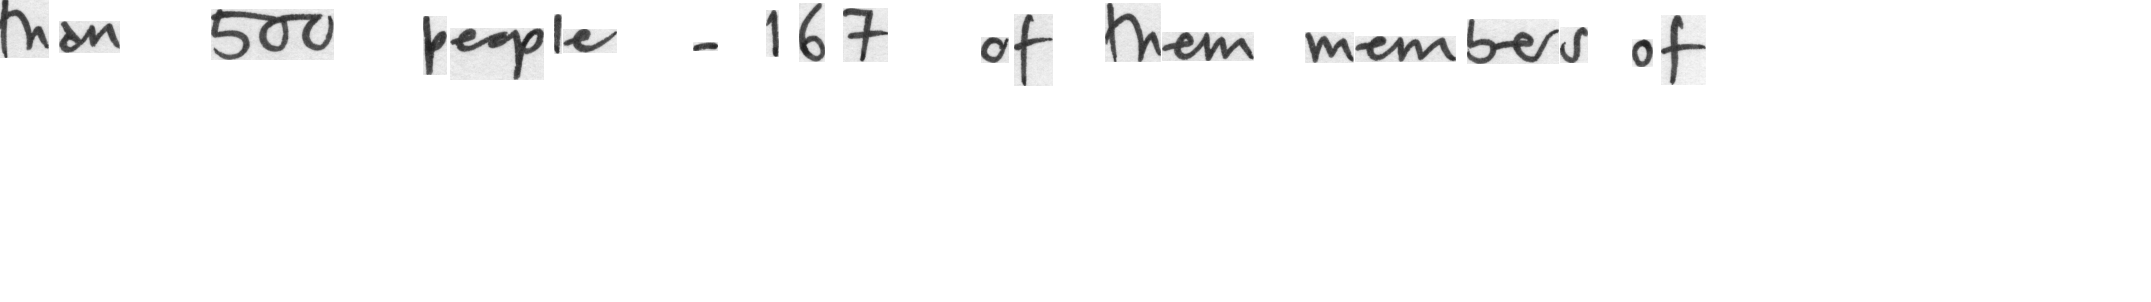 than 500 people - 167 of them members of